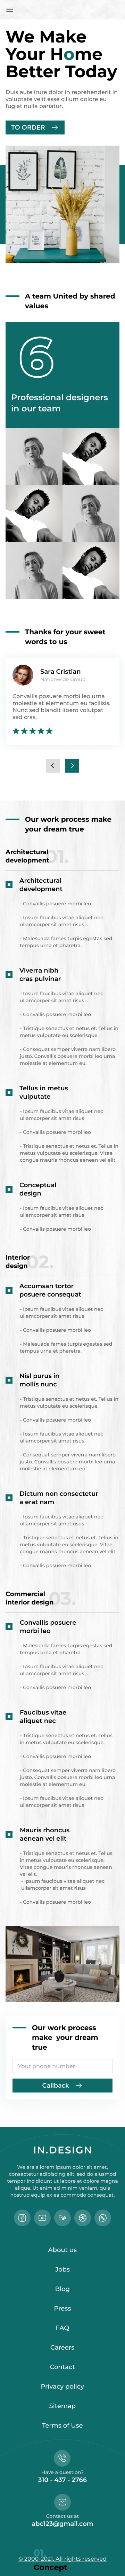 We Make
Your Home
Better Today
Duis aute irure dolor in reprehenderit in
voluptate velit esse cillum dolore eu
fugiat nulla pariatur.
TO ORDER
A team United by shared
values
6
Professional designers
in our team
Thanks for your sweet
words to us
Sara Cristian
Nationwide Group
Convallis posuere morbi leo urna
molestie at elementum eu facilisis.
Nunc sed blandit libero volutpat
sed cras.
Our work process make
your dream true
01.
Architectural
development
Architectural
development
- Convallis posuere morbi leo
- Ipsum faucibus vitae aliquet nec
ullamcorper sit amet risus
- Malesuada fames turpis egestas sed
tempus urna et pharetra.
Viverra nibh
cras pulvinar
- Ipsum faucibus vitae aliquet nec
ullamcorper sit amet risus
- Convallis posuere morbi leo
- Tristique senectus et netus et. Tellus in
metus vulputate eu scelerisque.
- Consequat semper viverra nam libero
justo. Convallis posuere morbi leo urna
molestie at elementum eu.
Tellus in metus
vulputate
- Ipsum faucibus vitae aliquet nec
ullamcorper sit amet risus
- Convallis posuere morbi leo
- Tristique senectus et netus et. Tellus in
metus vulputate eu scelerisque. Vitae
congue mauris rhoncus aenean vel elit.
Conceptual
design
- Ipsum faucibus vitae aliquet nec
ullamcorper sit amet risus
- Convallis posuere morbi leo
02.
Interior
design
Accumsan tortor
posuere consequat
- Ipsum faucibus vitae aliquet nec
ullamcorper sit amet risus
- Convallis posuere morbi leo
- Malesuada fames turpis egestas sed
tempus urna et pharetra.
Nisl purus in
mollis nunc
- Tristique senectus et netus et. Tellus in
metus vulputate eu scelerisque.
- Convallis posuere morbi leo
- Ipsum faucibus vitae aliquet nec
ullamcorper sit amet risus
- Consequat semper viverra nam libero
justo. Convallis posuere morbi leo urna
molestie at elementum eu.
Dictum non consectetur
a erat nam
- Ipsum faucibus vitae aliquet nec
ullamcorper sit amet risus
- Tristique senectus et netus et. Tellus in
metus vulputate eu scelerisque. Vitae
congue mauris rhoncus aenean vel elit.
- Convallis posuere morbi leo
03.
Commercial
interior design
Convallis posuere
morbi leo
- Malesuada fames turpis egestas sed
tempus urna et pharetra.
- Ipsum faucibus vitae aliquet nec
ullamcorper sit amet risus
- Convallis posuere morbi leo
Faucibus vitae
aliquet nec
- Tristique senectus et netus et. Tellus
in metus vulputate eu scelerisque.
- Convallis posuere morbi leo
- Consequat semper viverra nam libero
justo. Convallis posuere morbi leo urna
molestie at elementum eu.
- Ipsum faucibus vitae aliquet nec
ullamcorper sit amet risus
Mauris rhoncus
aenean vel elit
- Tristique senectus et netus et. Tellus
in metus vulputate eu scelerisque.
Vitae congue mauris rhoncus aenean
vel elit.
- Ipsum faucibus vitae aliquet nec
ullamcorper sit amet risus
- Convallis posuere morbi leo
Our work process
make your dream
true
Your phone number
Callback
IN.DESIGN
We are a lorem ipsum dolor sit amet,
consectetur adipiscing elit, sed do eiusmod
tempor incididunt ut labore et dolore magna
aliqua. Ut enim ad minim veniam, quis
nostrud equip ex ea commodo consequat.
Bē
About us
Jobs
Blog
Press
FAQ
Careers
Contact
Privacy policy
Sitemap
Terms of Use
Have a question?
310 - 437 - 2766
Contact us at
abc123@gmail.com
01.
© 2000-2021, All rights reserved
Concept